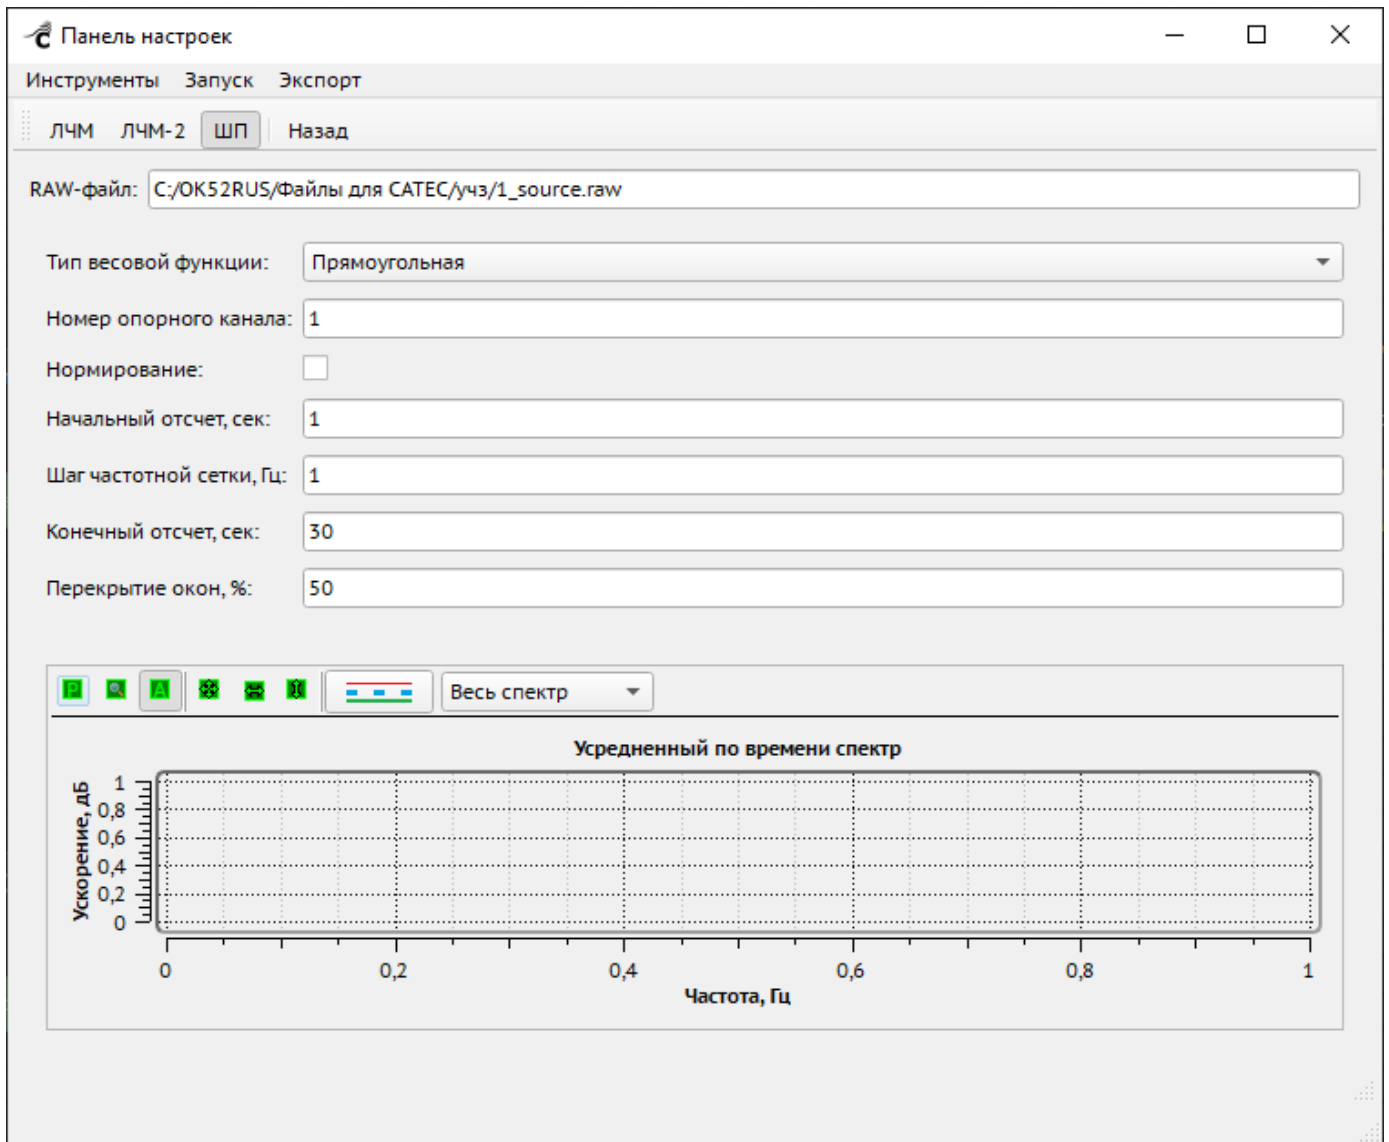 Панель настроек
Инструменты Запуск Экспорт
ЛЧМ ЛЧМ-2 ШП Назад
RAW-файл: C:/OK52RUS/Файлы для CATEC/учз/1_source.raw
Тип весовой функции: Прямоугольная
Номер опорного канала: 1
Нормирование:
Начальный отсчет, сек: 1
Шаг частотной сетки, Гц: 1
Конечный отсчет, сек: 30
Перекрытие окон, %: 50
P A Весь спектр
Усредненный по времени спектр
Ускорение, дБ
1
0,8
0,6
0,4
0,2
0
0 0,2 0,4 0,6 0,8 1
Частота, Гц